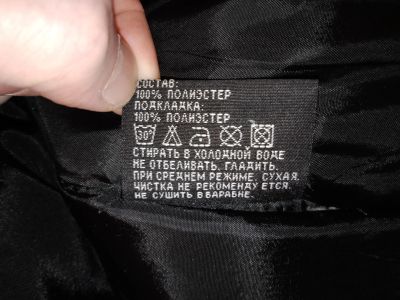 СОСТАВ:
100% ПОЛИЭСТЕР
ПОДКЛАДКА:
100% ПОЛИЭСТЕР
30°
СТИРАТЬ В ХОЛОДНОЙ ВОДЕ
НЕ ОТБЕЛИВАТЬ. ГЛАДИТЬ.
ПРИ СРЕДНЕМ РЕЖИМЕ. СУХАЯ.
ЧИСТКА НЕ РЕКОМЕНДУЕТСЯ.
НЕ СУШИТЬ В БАРАБНЕ.